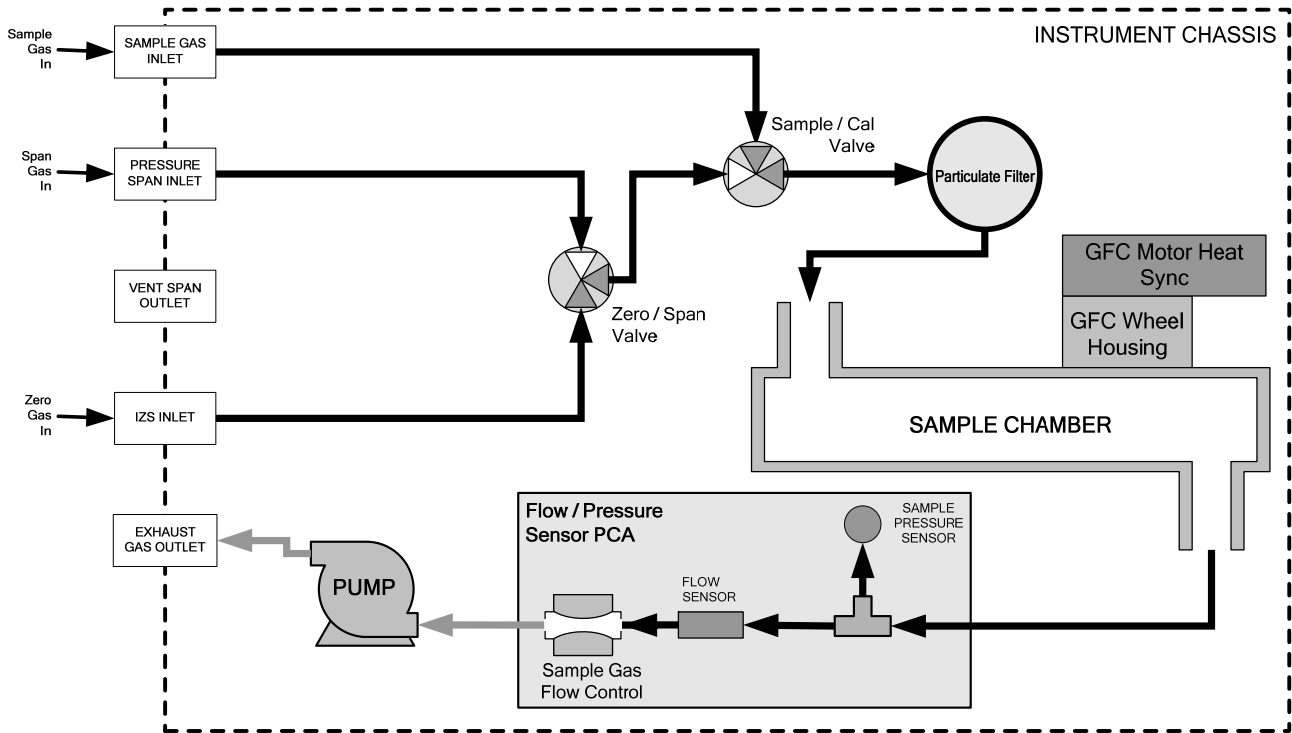 INSTRUMENT CHASSIS
Sample
Gas
In
SAMPLE GAS
INLET
Sample / Cal
Valve
Span
Gas
In
PRESSURE
SPAN INLET
Particulate Filter
GFC Motor Heat
Sync
VENT SPAN
OUTLET
Zero / Span
Valve
GFC Wheel
Housing
Zero
Gas
In
IZS INLET
SAMPLE CHAMBER
EXHAUST
GAS OUTLET
Flow / Pressure
Sensor PCA
SAMPLE
PRESSURE
SENSOR
PUMP
FLOW
SENSOR
Sample Gas
Flow Control